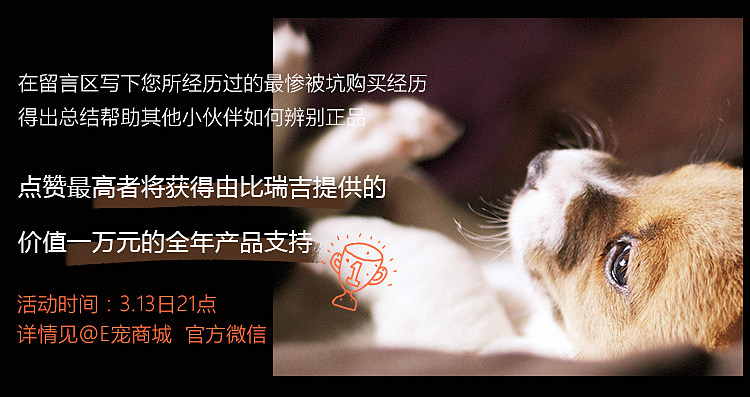 在留言区写下您所经历过的最惨被坑购买经历
得出总结帮助其他小伙伴如何辨别正品
点赞最高者将获得由比瑞吉提供的
价值一万元的全年产品支持
1
活动时间：3.13日21点
详情见@E宠商城 官方微信